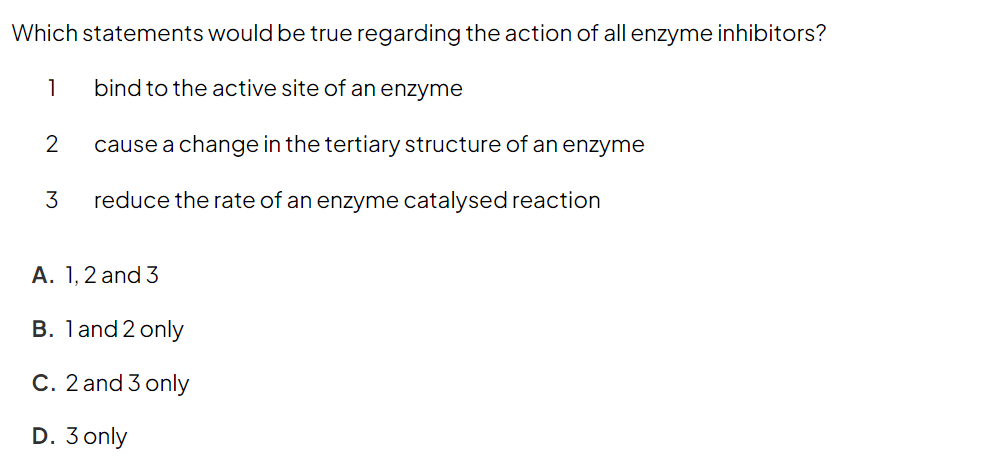 Which statements would be true regarding the action of all enzyme inhibitors?
1 bind to the active site of an enzyme
2 cause a change in the tertiary structure of an enzyme
3 reduce the rate of an enzyme catalysed reaction
A. 1, 2 and 3
B. 1 and 2 only
C. 2 and 3 only
D. 3 only